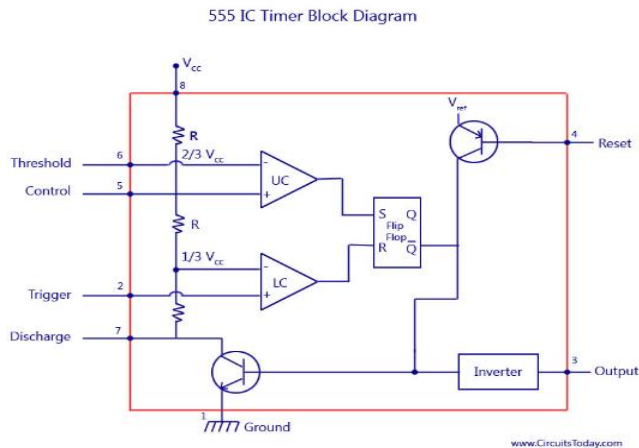 555 IC Timer Block Diagram
Vcc
8
R
Vref
4
Reset
Threshold
6
2/3 Vcc
-
UC
Control
5
+
S Q
Flip
Flop
R Q̅
R
1/3 Vcc
-
LC
Trigger
2
+
Discharge
7
Inverter
3
Output
1
Ground
www.CircuitsToday.com